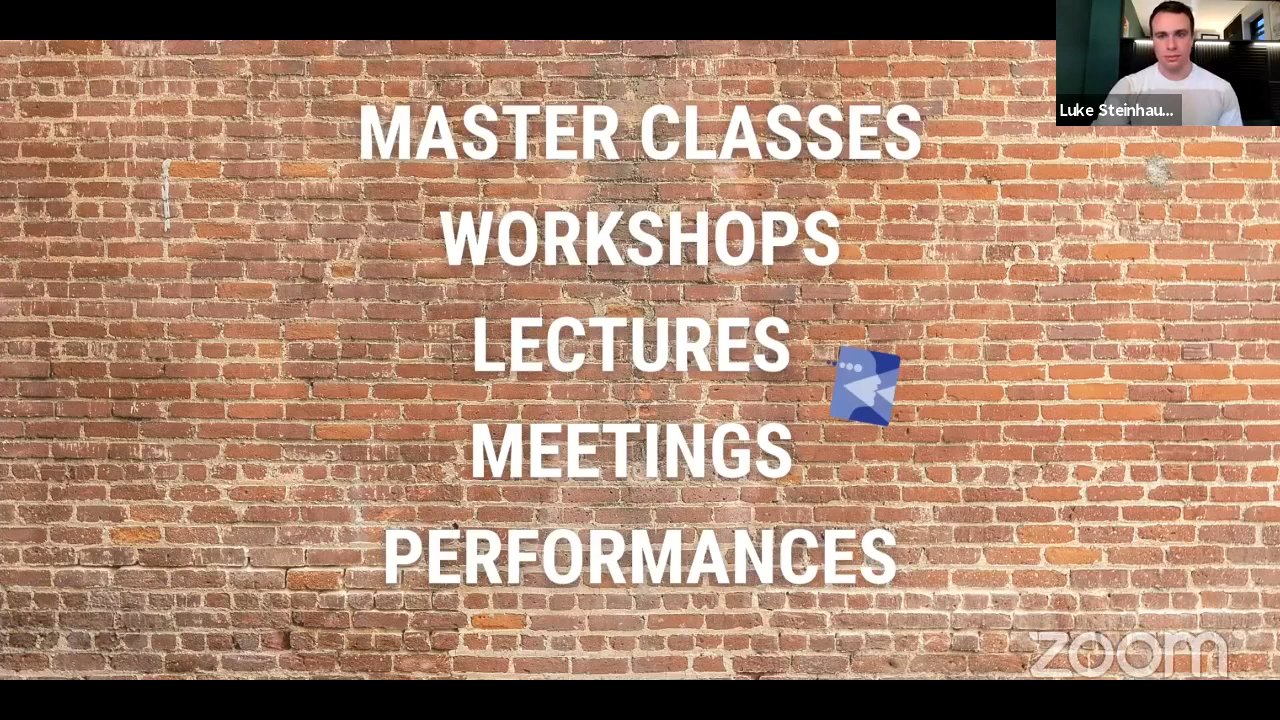 Luke Steinhau...
MASTER CLASSES
WORKSHOPS
LECTURES
MEETINGS
PERFORMANCES
zoom